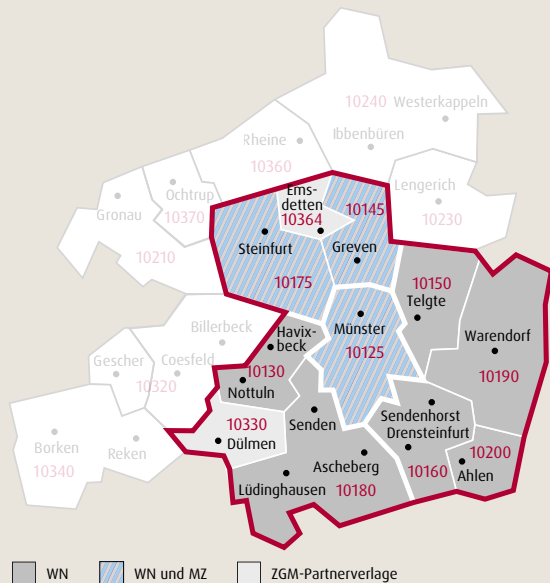 10240 Westerkappeln
Ibbenbüren
Rheine
10360
Lengerich
10230
Ochtrup
10370
Gronau
10210
Ems-
detten
10364
10145
Steinfurt
Greven
10175
10150
Telgte
Billerbeck
Havix-
beck
Münster
10125
Warendorf
10190
Gescher
Coesfeld
10320
10130
Nottuln
Borken
10340
Reken
10330
Dülmen
Senden
Sendenhorst
Drensteinfurt
10160
10200
Ahlen
Ascheberg
Lüdinghausen
10180
WN
WN und MZ
ZGM-Partnerverlage